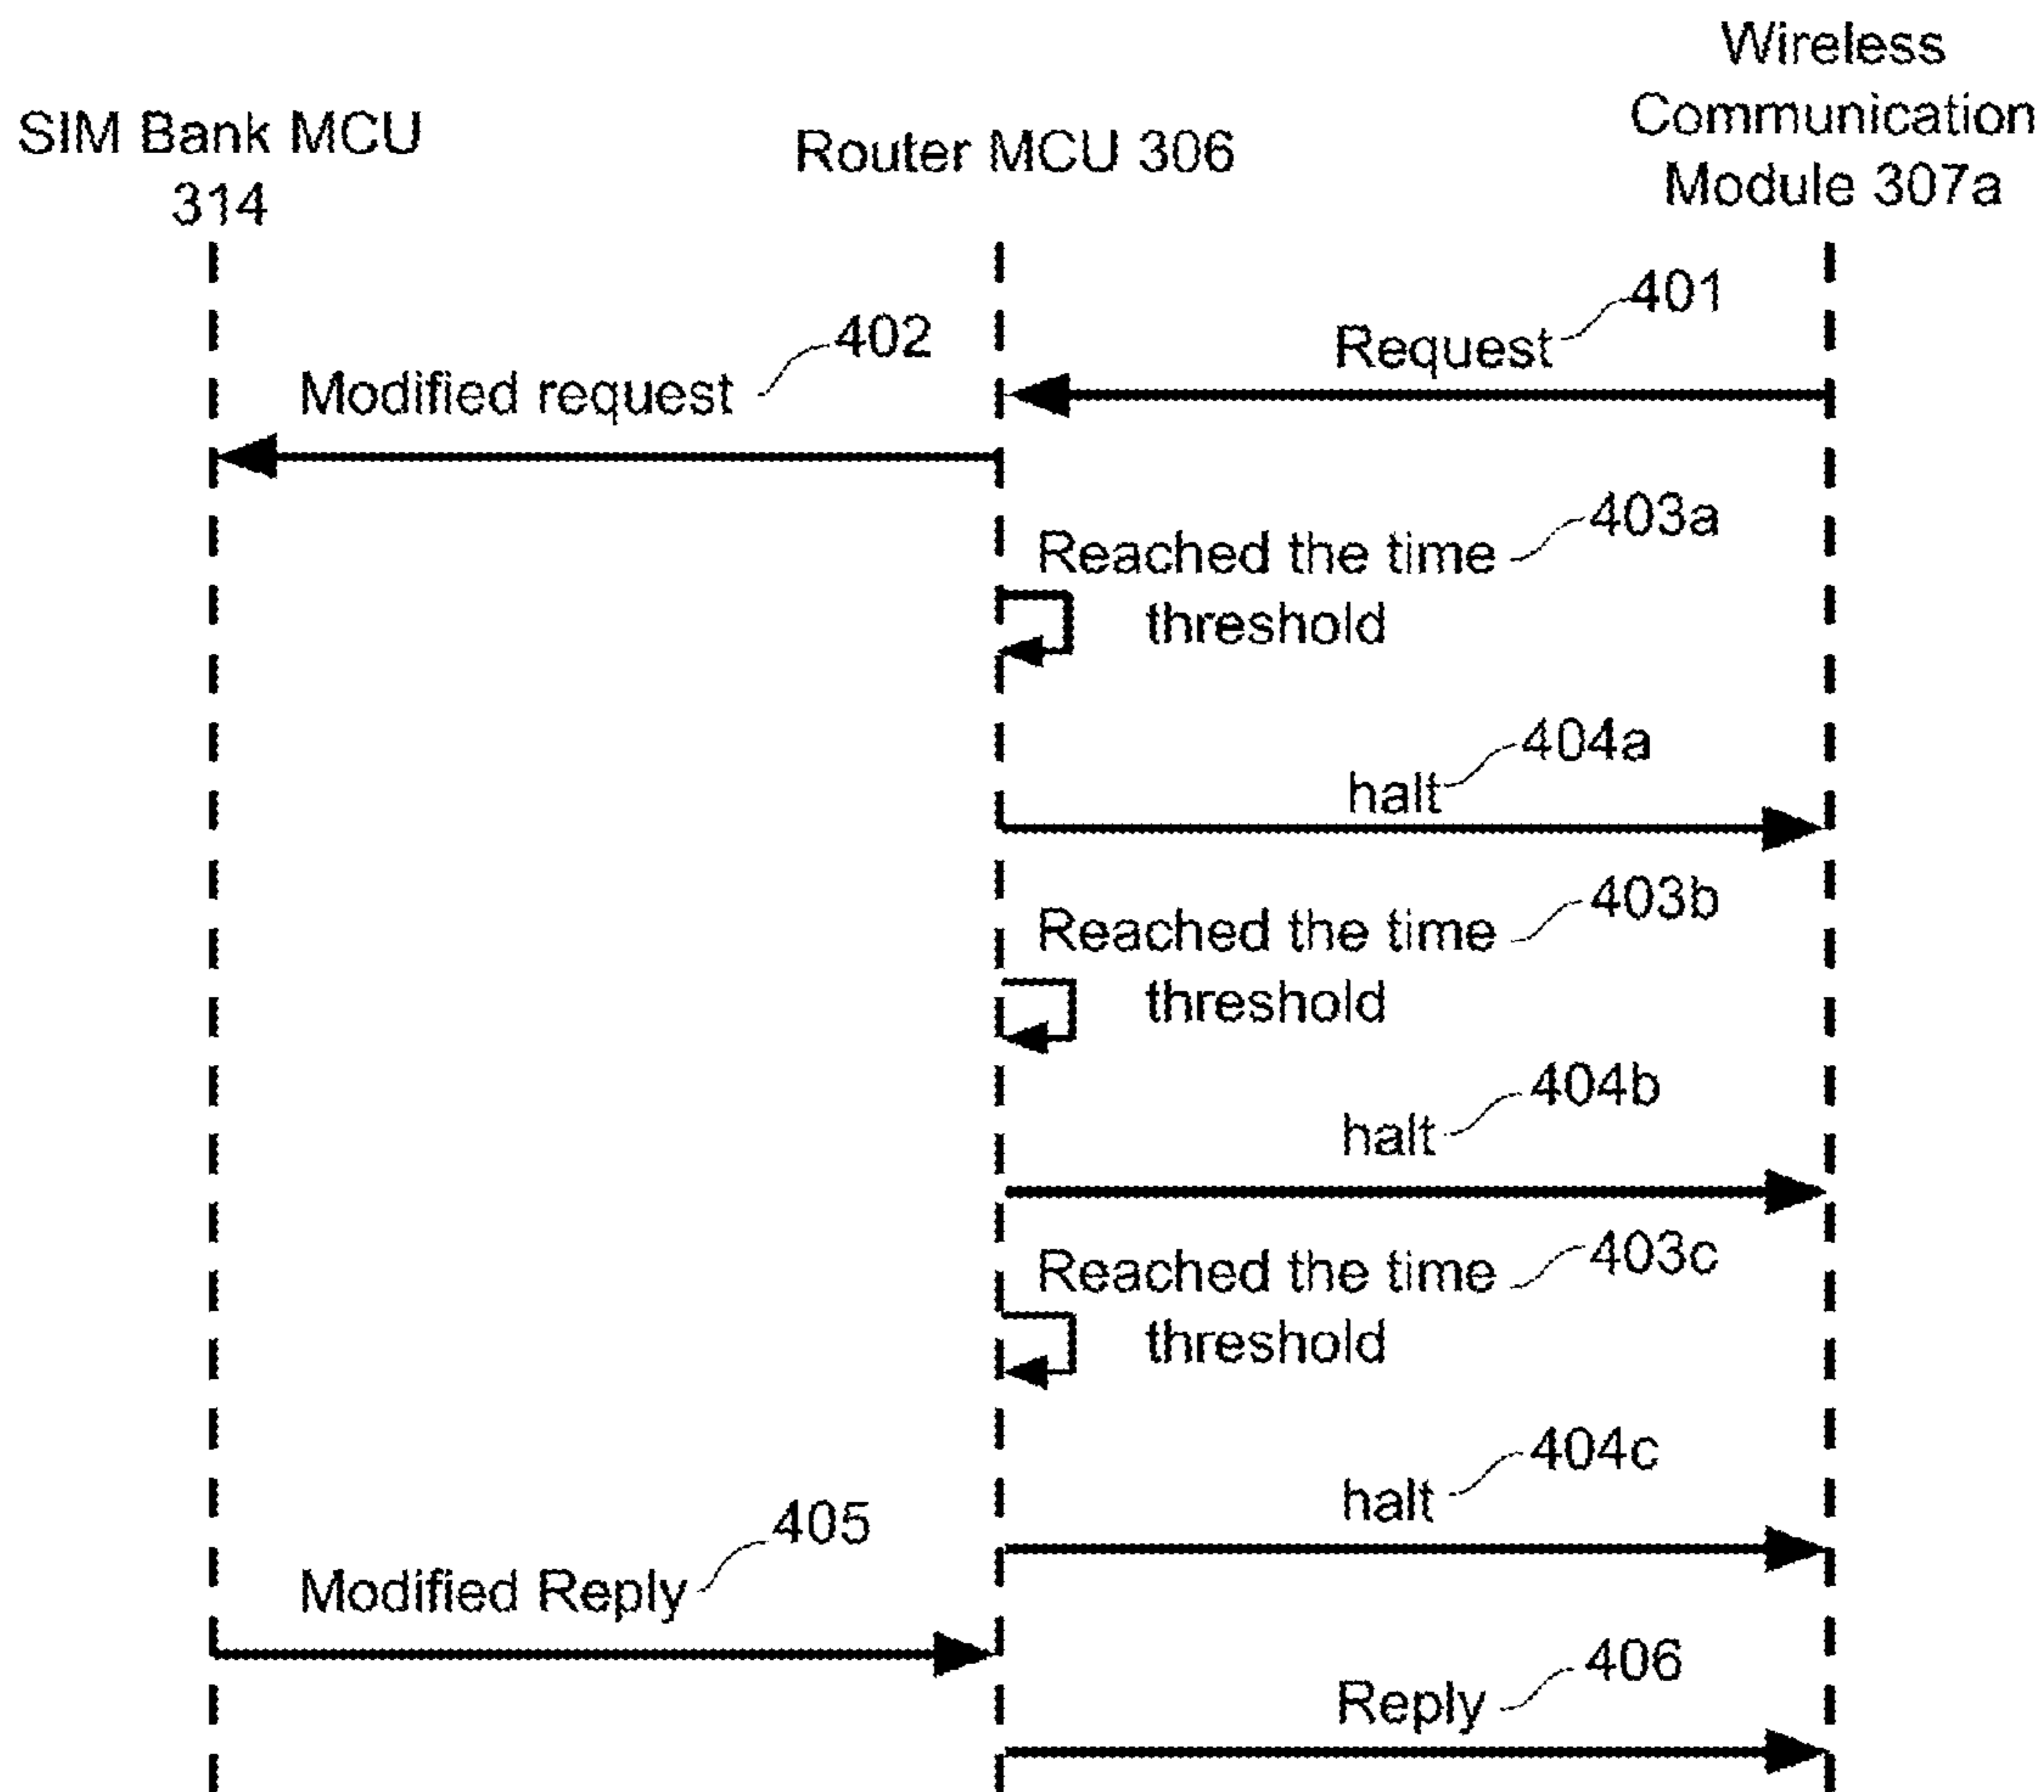 SIM Bank MCU
314
Router MCU 306
Wireless
Communication
Module 307a
401
Request
402
Modified request
403a
Reached the time
threshold
404a
halt
403b
Reached the time
threshold
404b
halt
403c
Reached the time
threshold
404c
halt
405
Modified Reply
406
Reply